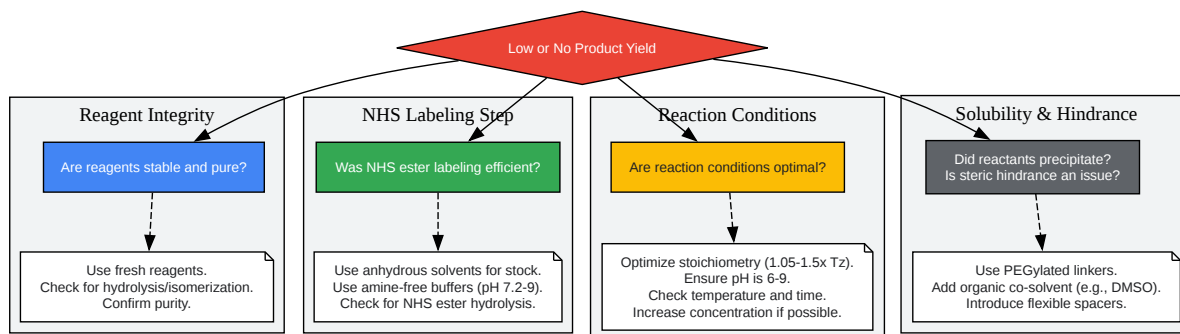 Low or No Product Yield
Reagent Integrity
Are reagents stable and pure?
Use fresh reagents.
Check for hydrolysis/isomerization.
Confirm purity.
NHS Labeling Step
Was NHS ester labeling efficient?
Use anhydrous solvents for stock.
Use amine-free buffers (pH 7.2-9).
Check for NHS ester hydrolysis.
Reaction Conditions
Are reaction conditions optimal?
Optimize stoichiometry (1.05-1.5x Tz).
Ensure pH is 6-9.
Check temperature and time.
Increase concentration if possible.
Solubility & Hindrance
Did reactants precipitate?
Is steric hindrance an issue?
Use PEGylated linkers.
Add organic co-solvent (e.g., DMSO).
Introduce flexible spacers.